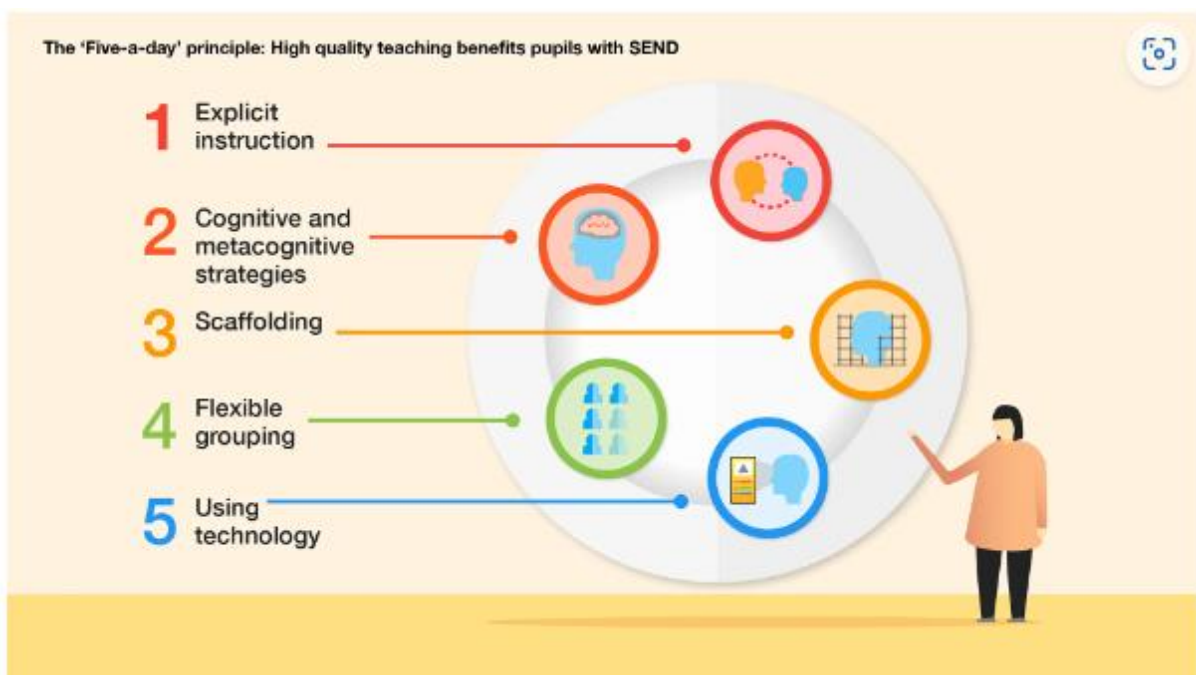 The ‘Five-a-day’ principle: High quality teaching benefits pupils with SEND
1 Explicit
instruction
2 Cognitive and
metacognitive
strategies
3 Scaffolding
4 Flexible
grouping
5 Using
technology